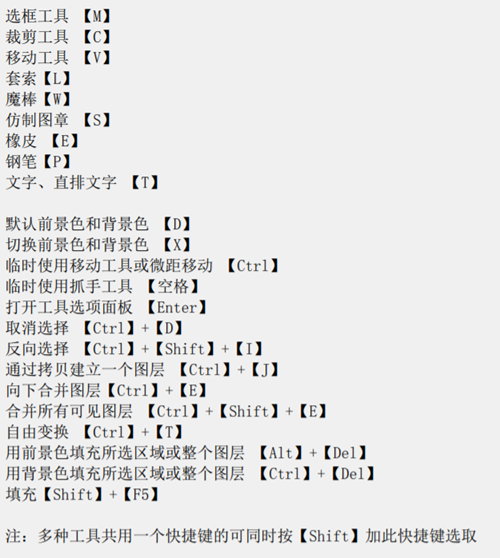 选框工具 【M】
裁剪工具 【C】
移动工具 【V】
套索【L】
魔棒【W】
仿制图章 【S】
橡皮 【E】
钢笔【P】
文字、直排文字 【T】
默认前景色和背景色 【D】
切换前景色和背景色 【X】
临时使用移动工具或微距移动 【Ctrl】
临时使用抓手工具 【空格】
打开工具选项面板 【Enter】
取消选择 【Ctrl】+【D】
反向选择 【Ctrl】+【Shift】+【I】
通过拷贝建立一个图层 【Ctrl】+【J】
向下合并图层【Ctrl】+【E】
合并所有可见图层 【Ctrl】+【Shift】+【E】
自由变换 【Ctrl】+【T】
用前景色填充所选区域或整个图层 【Alt】+【Del】
用背景色填充所选区域或整个图层 【Ctrl】+【Del】
填充【Shift】+【F5】
注：多种工具共用一个快捷键的可同时按【Shift】加此快捷键选取